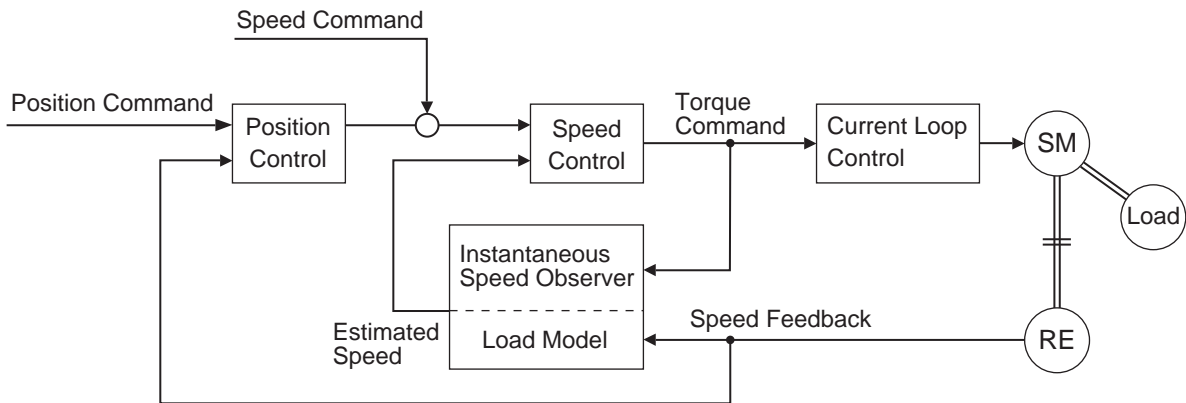 Speed Command
Position Command
Position
Control
Speed
Control
Torque
Command
Current Loop
Control
SM
Load
Instantaneous
Speed Observer
Load Model
Estimated
Speed
Speed Feedback
RE